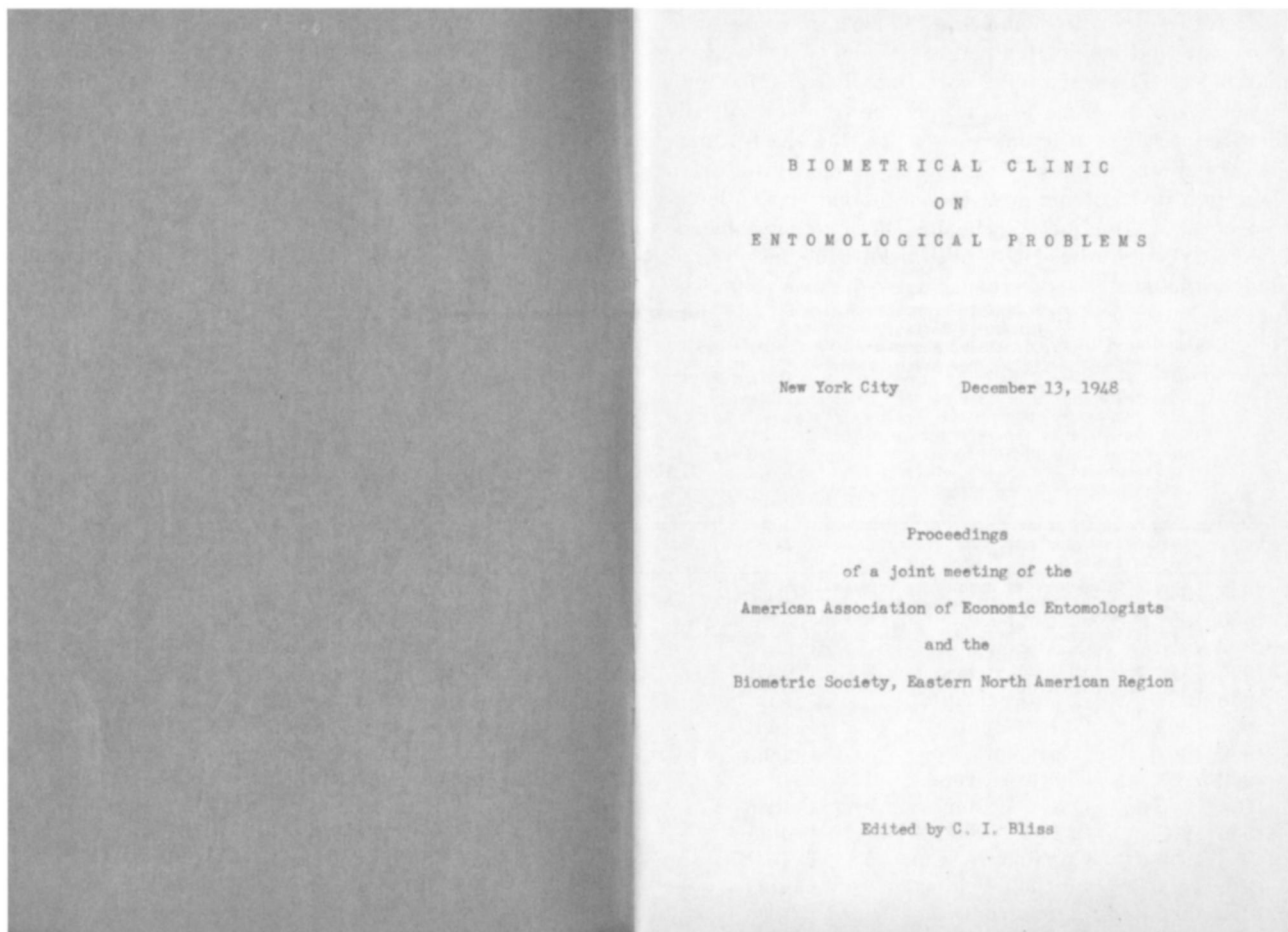 BIOMETRICAL CLINIC
ON
ENTOMOLOGICAL PROBLEMS
New York City December 13, 1948
Proceedings
of a joint meeting of the
American Association of Economic Entomologists
and the
Biometric Society, Eastern North American Region
Edited by C. I. Bliss